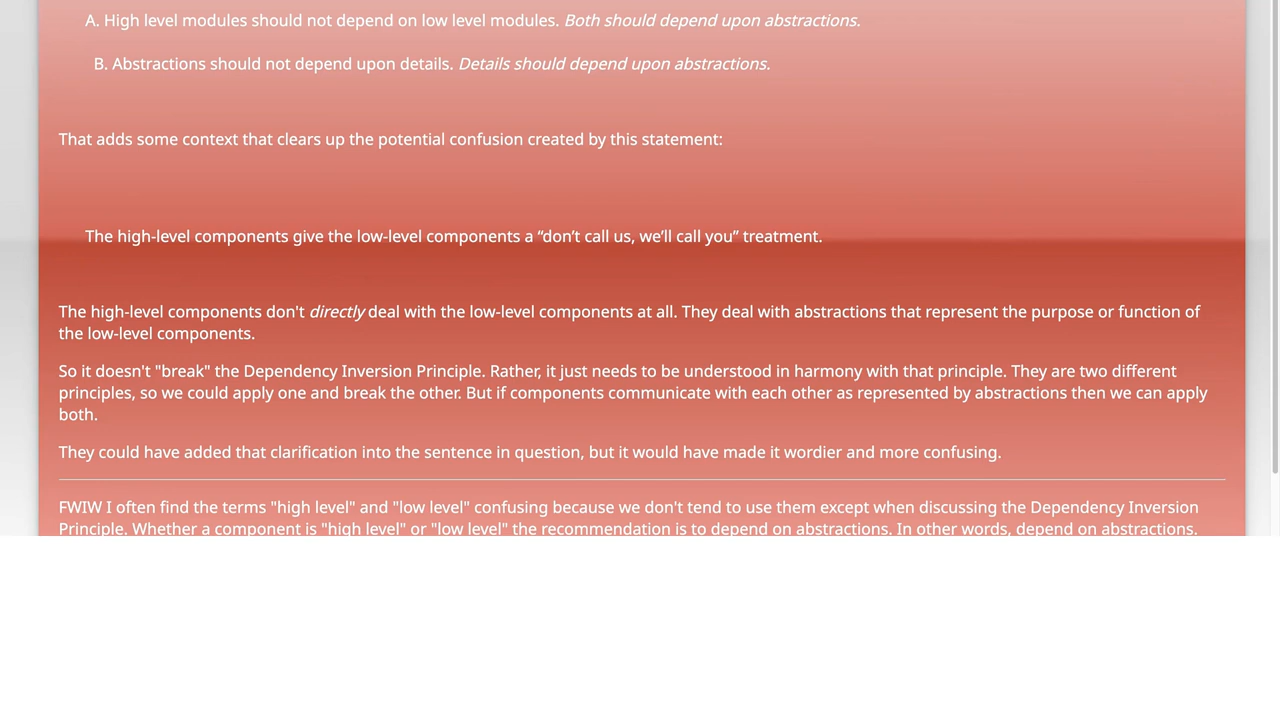 A. High level modules should not depend on low level modules. Both should depend upon abstractions.
B. Abstractions should not depend upon details. Details should depend upon abstractions.
That adds some context that clears up the potential confusion created by this statement:
The high-level components give the low-level components a “don’t call us, we’ll call you” treatment.
The high-level components don't directly deal with the low-level components at all. They deal with abstractions that represent the purpose or function of
the low-level components.
So it doesn't "break" the Dependency Inversion Principle. Rather, it just needs to be understood in harmony with that principle. They are two different
principles, so we could apply one and break the other. But if components communicate with each other as represented by abstractions then we can apply
both.
They could have added that clarification into the sentence in question, but it would have made it wordier and more confusing.
FWIW I often find the terms "high level" and "low level" confusing because we don't tend to use them except when discussing the Dependency Inversion
Principle. Whether a component is "high level" or "low level" the recommendation is to depend on abstractions. In other words, depend on abstractions.